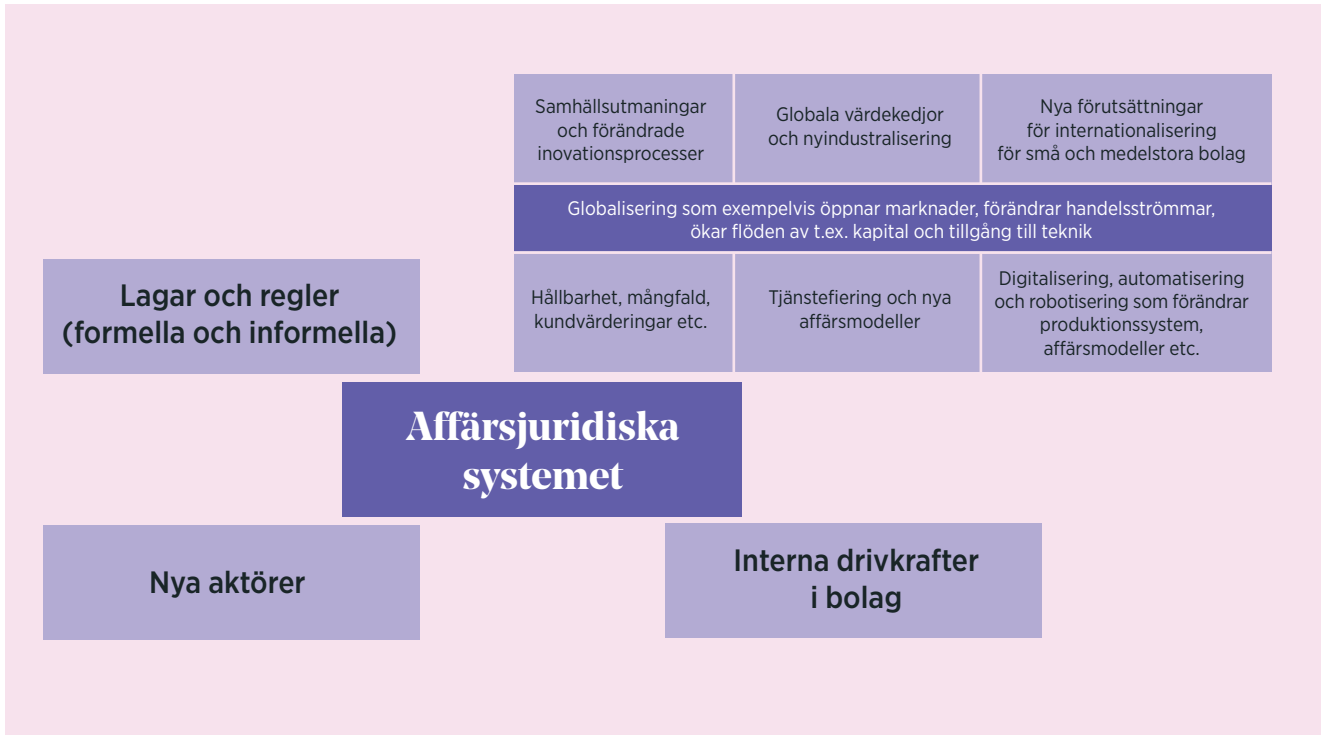 Samhällsutmaningar
och förändrade
inovationsprocesser
Globala värdekedjor
och nyindustralisering
Nya förutsättningar
för internationalisering
för små och medelstora bolag
Globalisering som exempelvis öppnar marknader, förändrar handelsströmmar,
ökar flöden av t.ex. kapital och tillgång till teknik
Hållbarhet, mångfald,
kundvärderingar etc.
Tjänstefiering och nya
affärsmodeller
Digitalisering, automatisering
och robotisering som förändrar
produktionssystem,
affärsmodeller etc.
Lagar och regler
(formella och informella)
Affärsjuridiska
systemet
Nya aktörer
Interna drivkrafter
i bolag